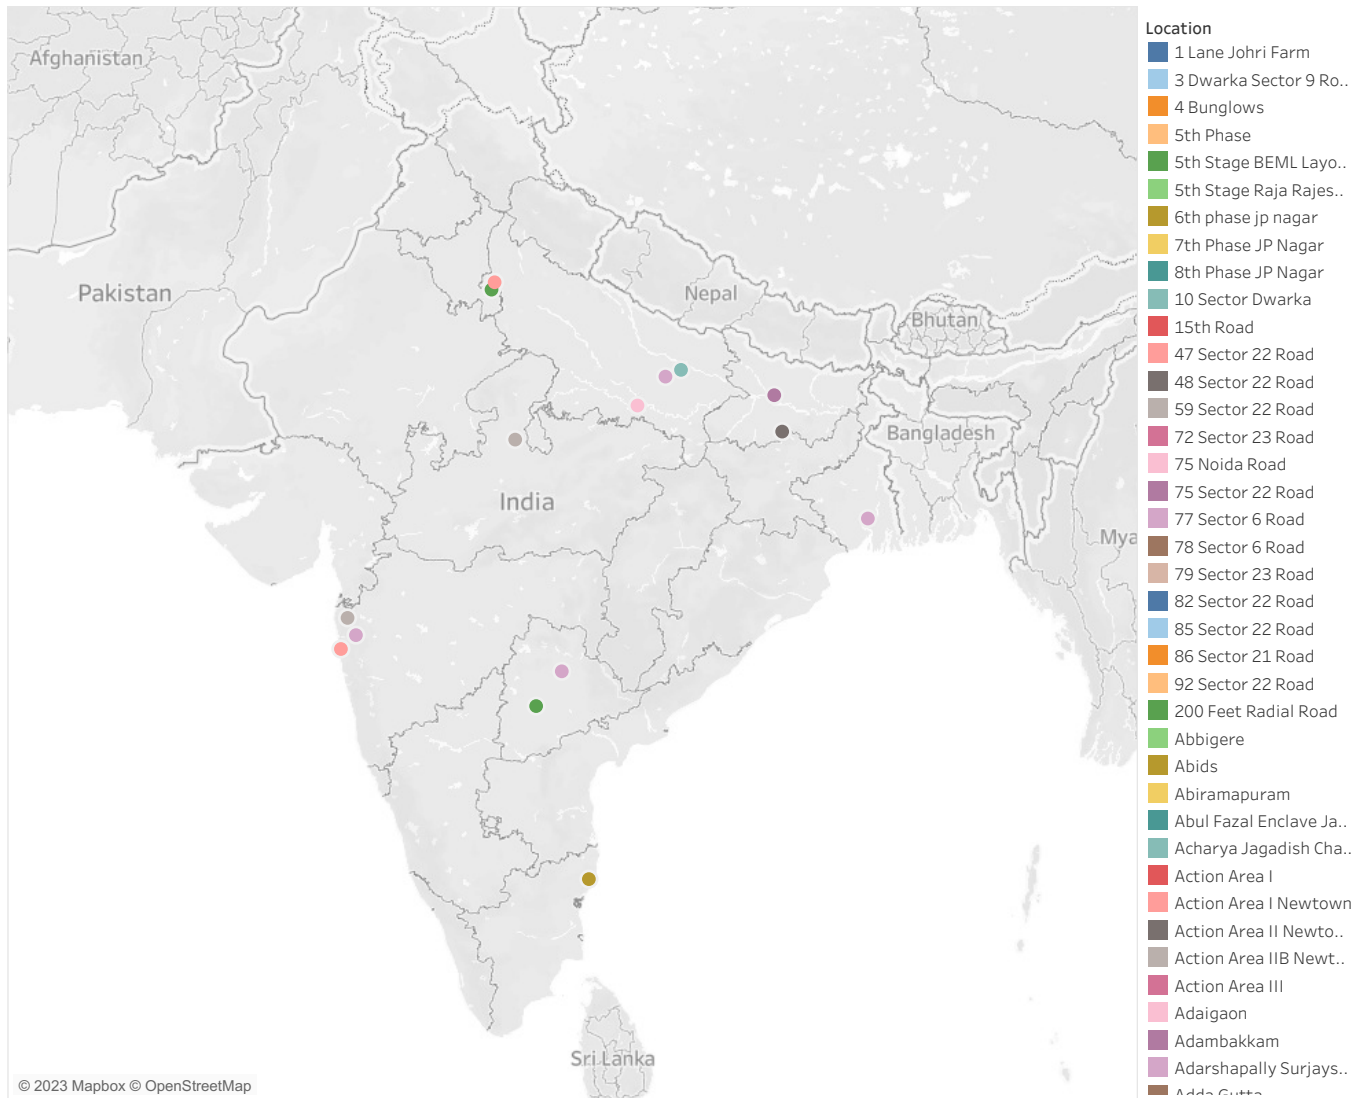 Afghanistan
Pakistan
Nepal
Bhutan
Bangladesh
India
Mya
Sri Lanka
© 2023 Mapbox © OpenStreetMap
Location
1 Lane Johri Farm
3 Dwarka Sector 9 Ro..
4 Bunglows
5th Phase
5th Stage BEML Layo..
5th Stage Raja Rajes..
6th phase jp nagar
7th Phase JP Nagar
8th Phase JP Nagar
10 Sector Dwarka
15th Road
47 Sector 22 Road
48 Sector 22 Road
59 Sector 22 Road
72 Sector 23 Road
75 Noida Road
75 Sector 22 Road
77 Sector 6 Road
78 Sector 6 Road
79 Sector 23 Road
82 Sector 22 Road
85 Sector 22 Road
86 Sector 21 Road
92 Sector 22 Road
200 Feet Radial Road
Abbigere
Abids
Abiramapuram
Abul Fazal Enclave Ja..
Acharya Jagadish Cha..
Action Area I
Action Area I Newtown
Action Area II Newto..
Action Area IIB Newt..
Action Area III
Adaigaon
Adambakkam
Adarshapally Surjays..
Adda Gutta